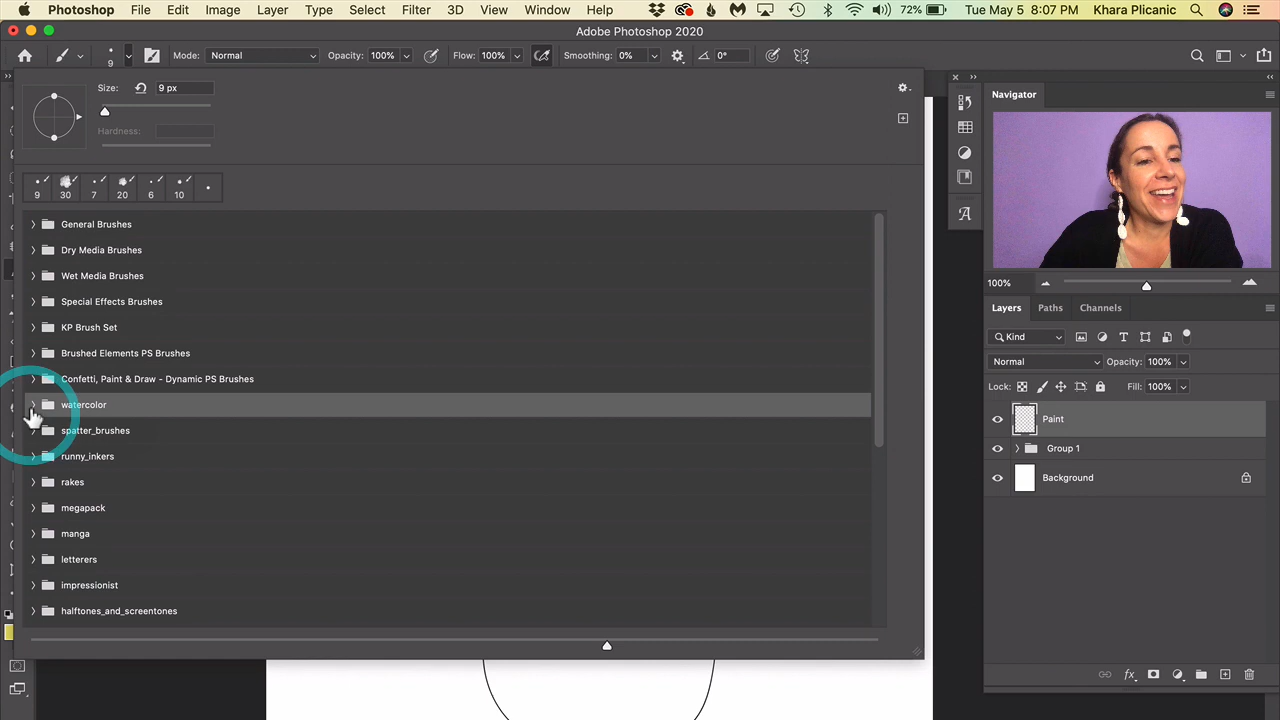 Photoshop File Edit Image Layer Type Select Filter 3D View Window Help 72% Tue May 5 8:07 PM Khara Plicanic
Adobe Photoshop 2020
9 Mode: Normal Opacity: 100% Flow: 100% Smoothing: 0% 0°
Size: 9 px
Hardness:
9 30 7 20 6 10
General Brushes
Dry Media Brushes
Wet Media Brushes
Special Effects Brushes
KP Brush Set
Brushed Elements PS Brushes
Confetti, Paint & Draw - Dynamic PS Brushes
watercolor
spatter_brushes
runny_inkers
rakes
megapack
manga
letterers
impressionist
halftones_and_screentones
Navigator
100%
Layers Paths Channels
Kind
Normal Opacity: 100%
Lock: Fill: 100%
Paint
Group 1
Background
fx